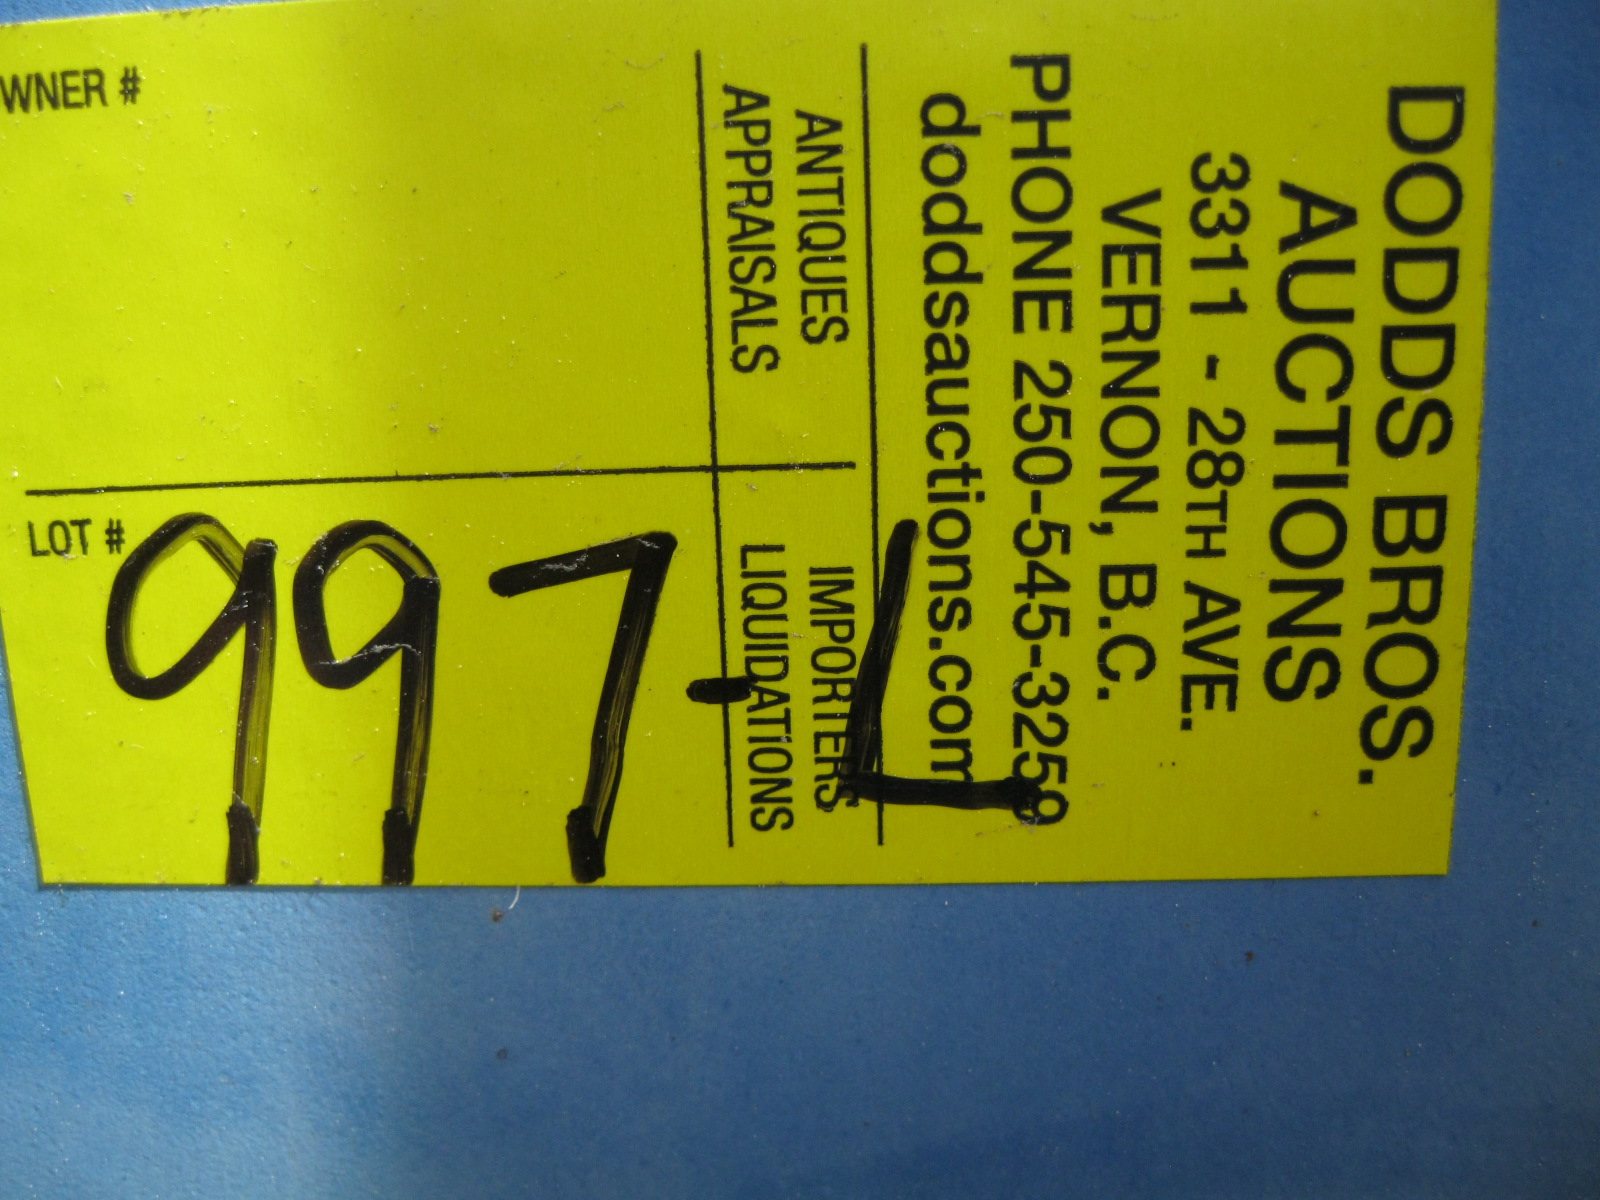 DODDS BROS.
AUCTIONS
3311 - 28TH AVE.
VERNON, B.C.
PHONE 250-545-3259
doddsauctions.com
ANTIQUES IMPORTERS
APPRAISALS LIQUIDATIONS
WNER #
LOT # 997-L